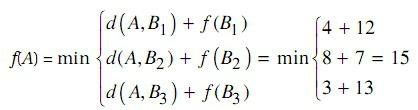 d(A, B₁) + f(B₁) 4 + 12
f(A) = min { d(A, B₂) + f(B₂) = min { 8 + 7 = 15
d(A, B₃) + f(B₃) 3 + 13